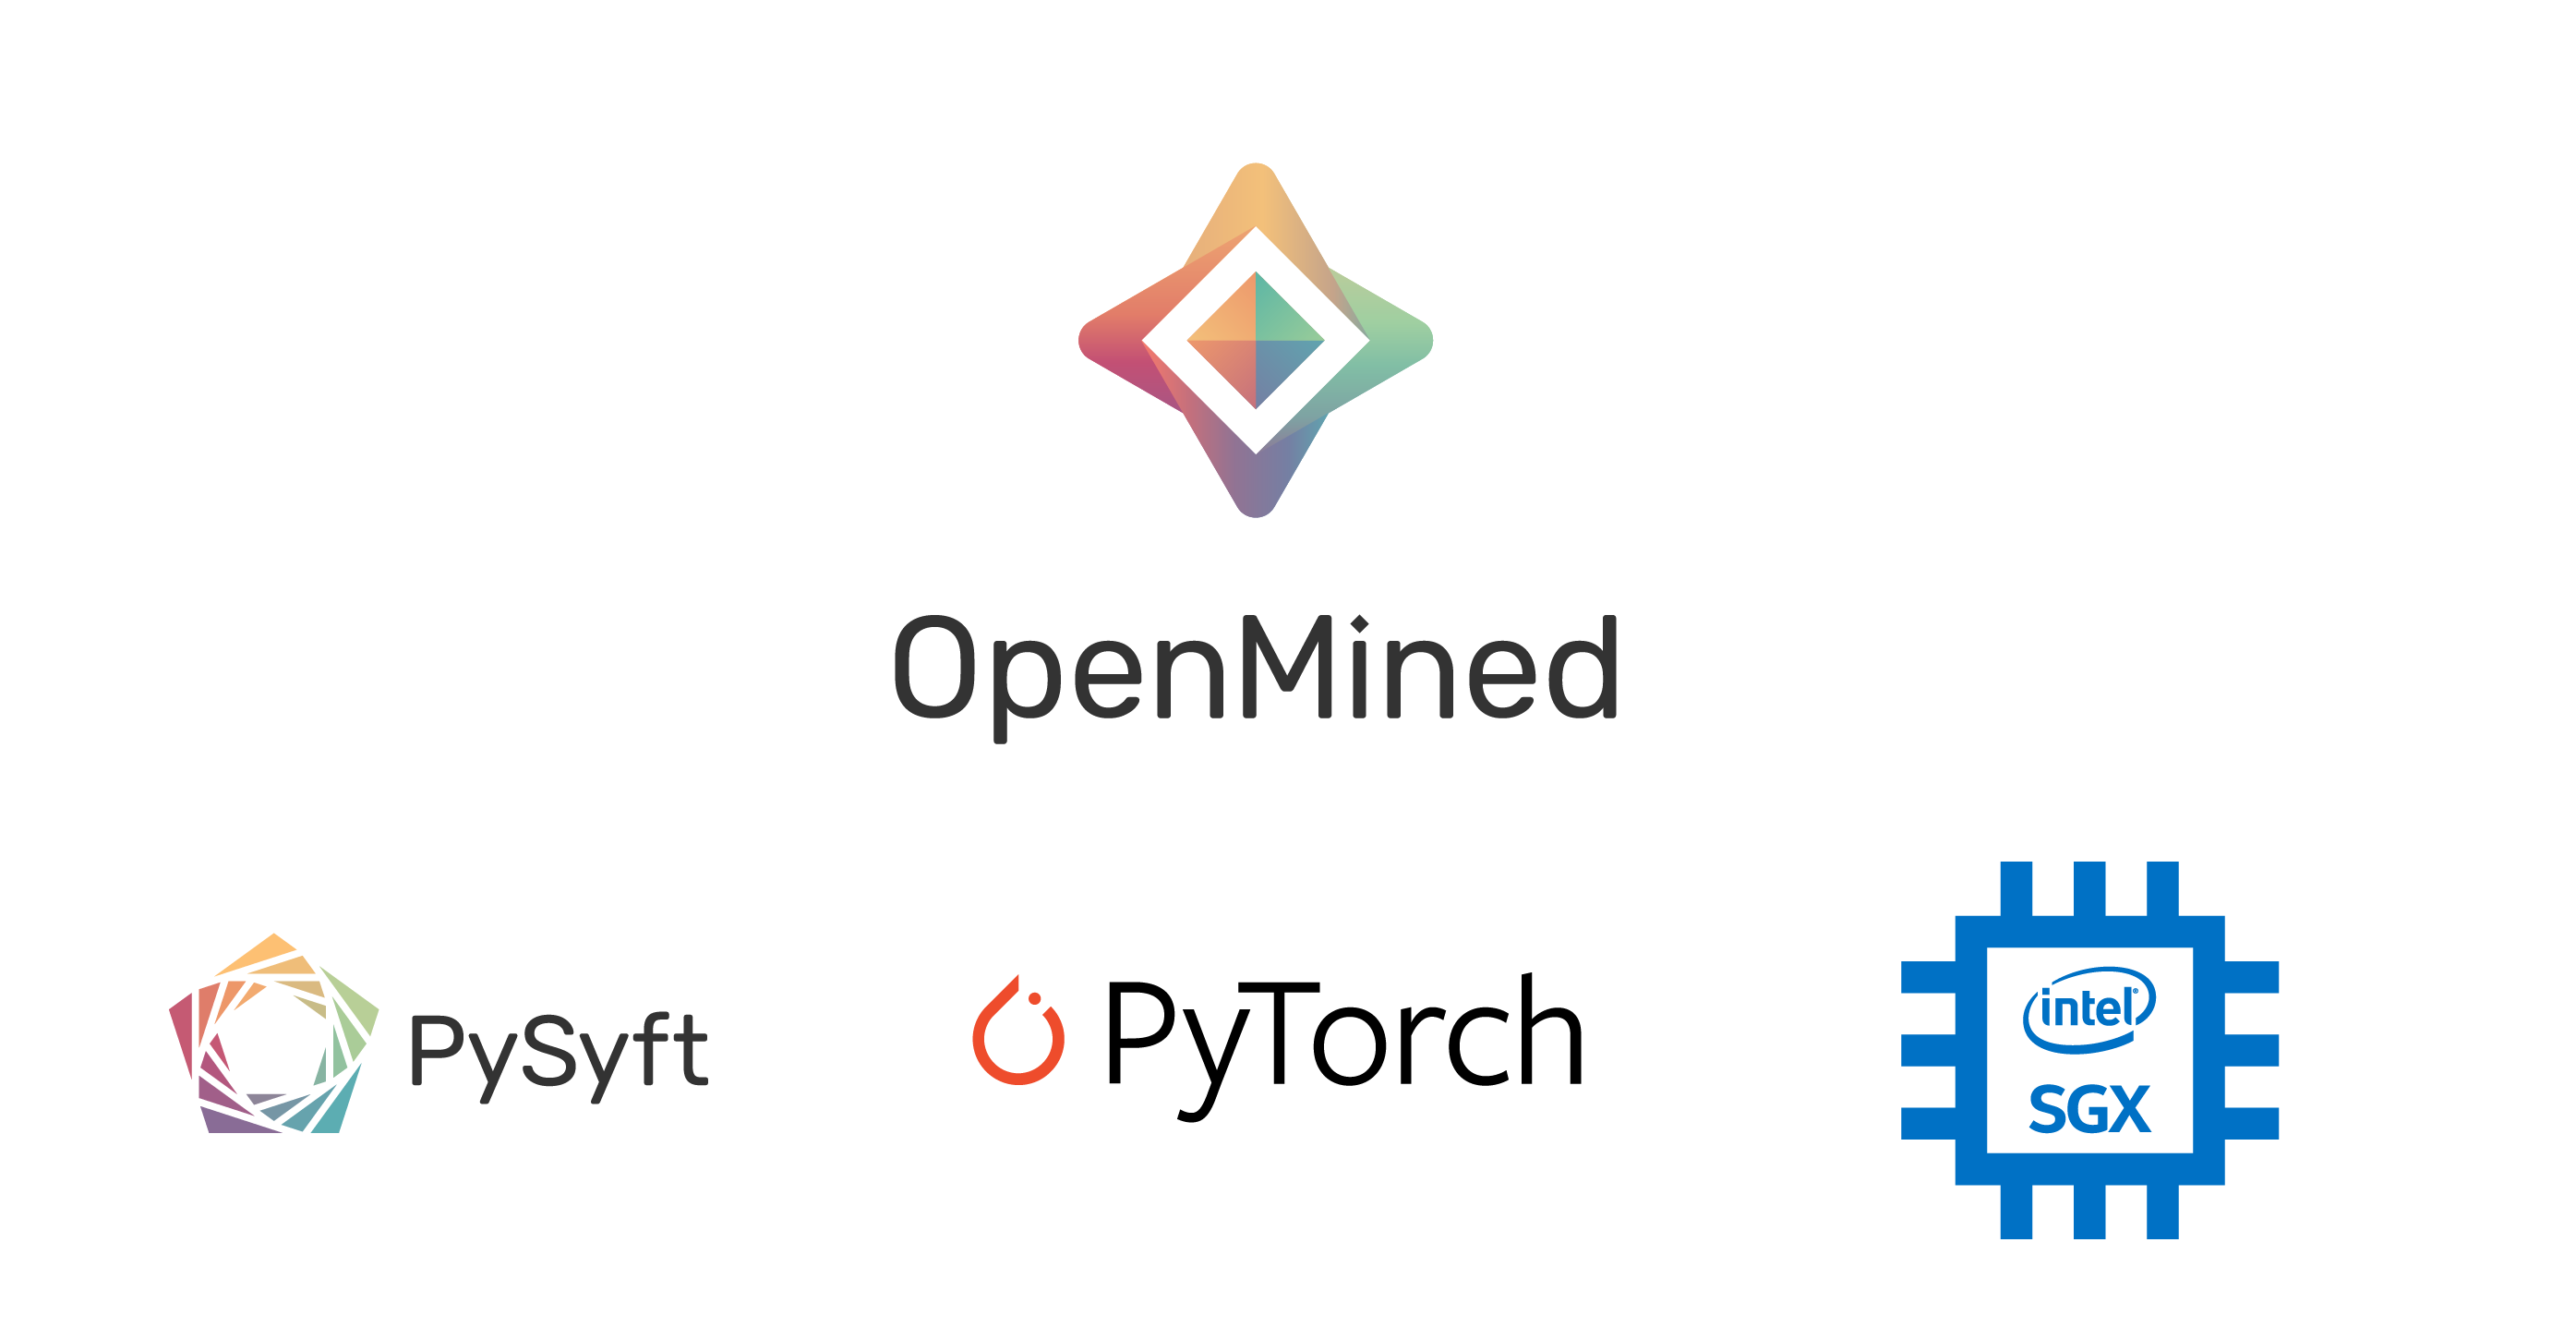 OpenMined
PySyft
PyTorch
intel®
SGX